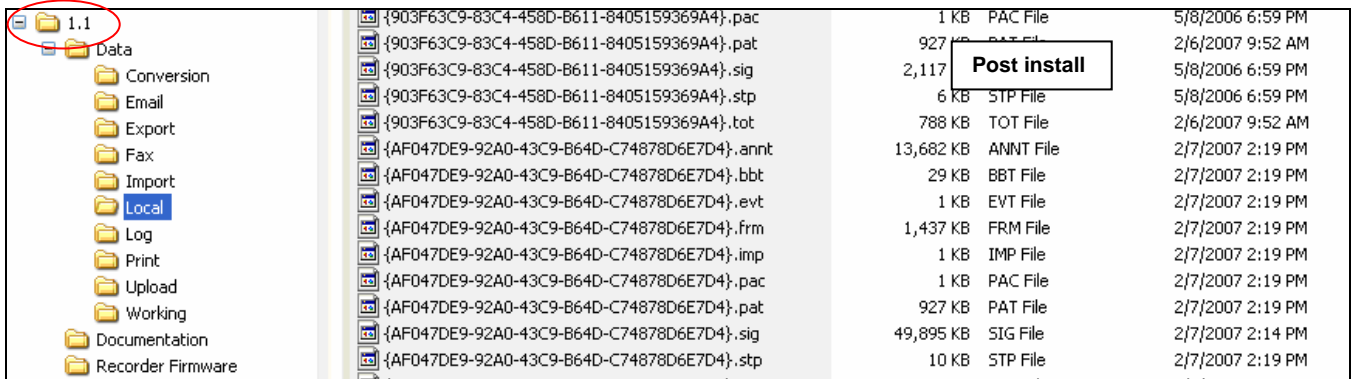 1.1
Data
Conversion
Email
Export
Fax
Import
Local
Log
Print
Upload
Working
Documentation
Recorder Firmware
{903F63C9-83C4-458D-B611-8405159369A4}.pac 1 KB PAC File 5/8/2006 6:59 PM
{903F63C9-83C4-458D-B611-8405159369A4}.pat 927 KB PAT File 2/6/2007 9:52 AM
{903F63C9-83C4-458D-B611-8405159369A4}.sig 2,117 5/8/2006 6:59 PM
Post install
{903F63C9-83C4-458D-B611-8405159369A4}.stp 6 KB STP File 5/8/2006 6:59 PM
{903F63C9-83C4-458D-B611-8405159369A4}.tot 788 KB TOT File 2/6/2007 9:52 AM
{AF047DE9-92A0-43C9-B64D-C74878D6E7D4}.annt 13,682 KB ANNT File 2/7/2007 2:19 PM
{AF047DE9-92A0-43C9-B64D-C74878D6E7D4}.bbt 29 KB BBT File 2/7/2007 2:19 PM
{AF047DE9-92A0-43C9-B64D-C74878D6E7D4}.evt 1 KB EVT File 2/7/2007 2:19 PM
{AF047DE9-92A0-43C9-B64D-C74878D6E7D4}.frm 1,437 KB FRM File 2/7/2007 2:19 PM
{AF047DE9-92A0-43C9-B64D-C74878D6E7D4}.imp 1 KB IMP File 2/7/2007 2:19 PM
{AF047DE9-92A0-43C9-B64D-C74878D6E7D4}.pac 1 KB PAC File 2/7/2007 2:19 PM
{AF047DE9-92A0-43C9-B64D-C74878D6E7D4}.pat 927 KB PAT File 2/7/2007 2:19 PM
{AF047DE9-92A0-43C9-B64D-C74878D6E7D4}.sig 49,895 KB SIG File 2/7/2007 2:14 PM
{AF047DE9-92A0-43C9-B64D-C74878D6E7D4}.stp 10 KB STP File 2/7/2007 2:19 PM